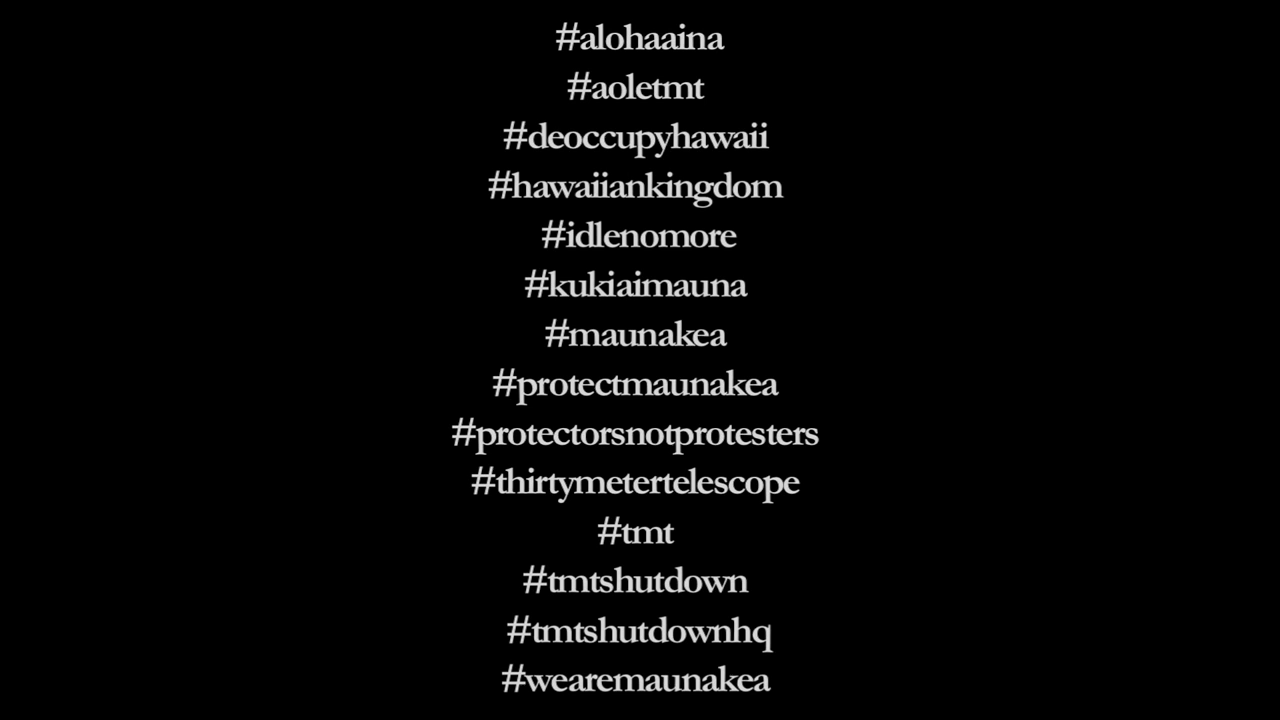 #alohaaina
#aoletmt
#deoccupyhawaii
#hawaiiankingdom
#idlenomore
#kukiaimauna
#maunakea
#protectmaunakea
#protectorsnotprotesters
#thirtymetertelescope
#tmt
#tmtshutdown
#tmtshutdownhq
#wearemaunakea